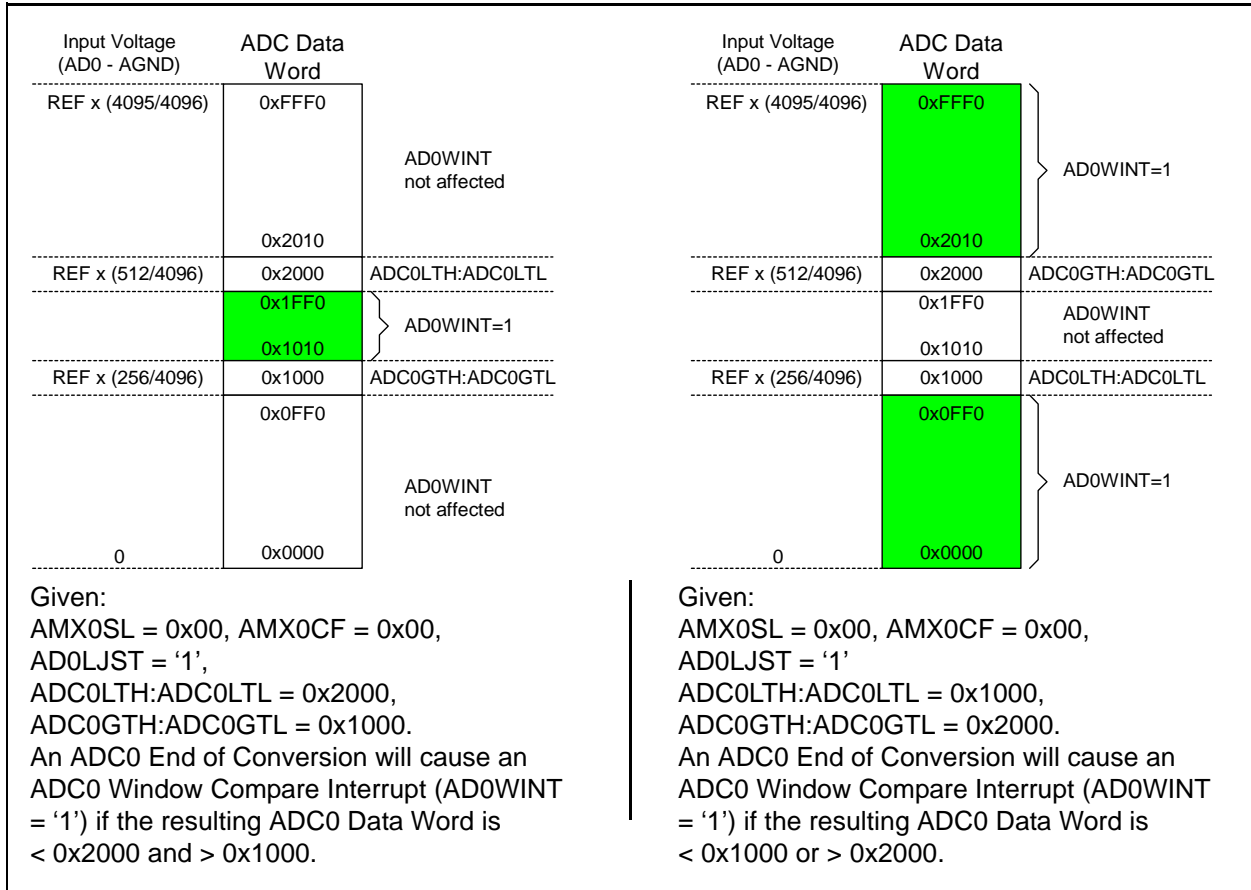 Input Voltage
(AD0 - AGND)
ADC Data
Word
REF x (4095/4096)
0xFFF0
AD0WINT
not affected
0x2010
REF x (512/4096)
0x2000
ADC0LTH:ADC0LTL
0x1FF0
AD0WINT=1
0x1010
REF x (256/4096)
0x1000
ADC0GTH:ADC0GTL
0x0FF0
AD0WINT
not affected
0
0x0000
Given:
AMX0SL = 0x00, AMX0CF = 0x00,
AD0LJST = ‘1’,
ADC0LTH:ADC0LTL = 0x2000,
ADC0GTH:ADC0GTL = 0x1000.
An ADC0 End of Conversion will cause an
ADC0 Window Compare Interrupt (AD0WINT
= ‘1’) if the resulting ADC0 Data Word is
< 0x2000 and > 0x1000.
Input Voltage
(AD0 - AGND)
ADC Data
Word
REF x (4095/4096)
0xFFF0
AD0WINT=1
0x2010
REF x (512/4096)
0x2000
ADC0GTH:ADC0GTL
0x1FF0
AD0WINT
not affected
0x1010
REF x (256/4096)
0x1000
ADC0LTH:ADC0LTL
0x0FF0
AD0WINT=1
0
0x0000
Given:
AMX0SL = 0x00, AMX0CF = 0x00,
AD0LJST = ‘1’
ADC0LTH:ADC0LTL = 0x1000,
ADC0GTH:ADC0GTL = 0x2000.
An ADC0 End of Conversion will cause an
ADC0 Window Compare Interrupt (AD0WINT
= ‘1’) if the resulting ADC0 Data Word is
< 0x1000 or > 0x2000.